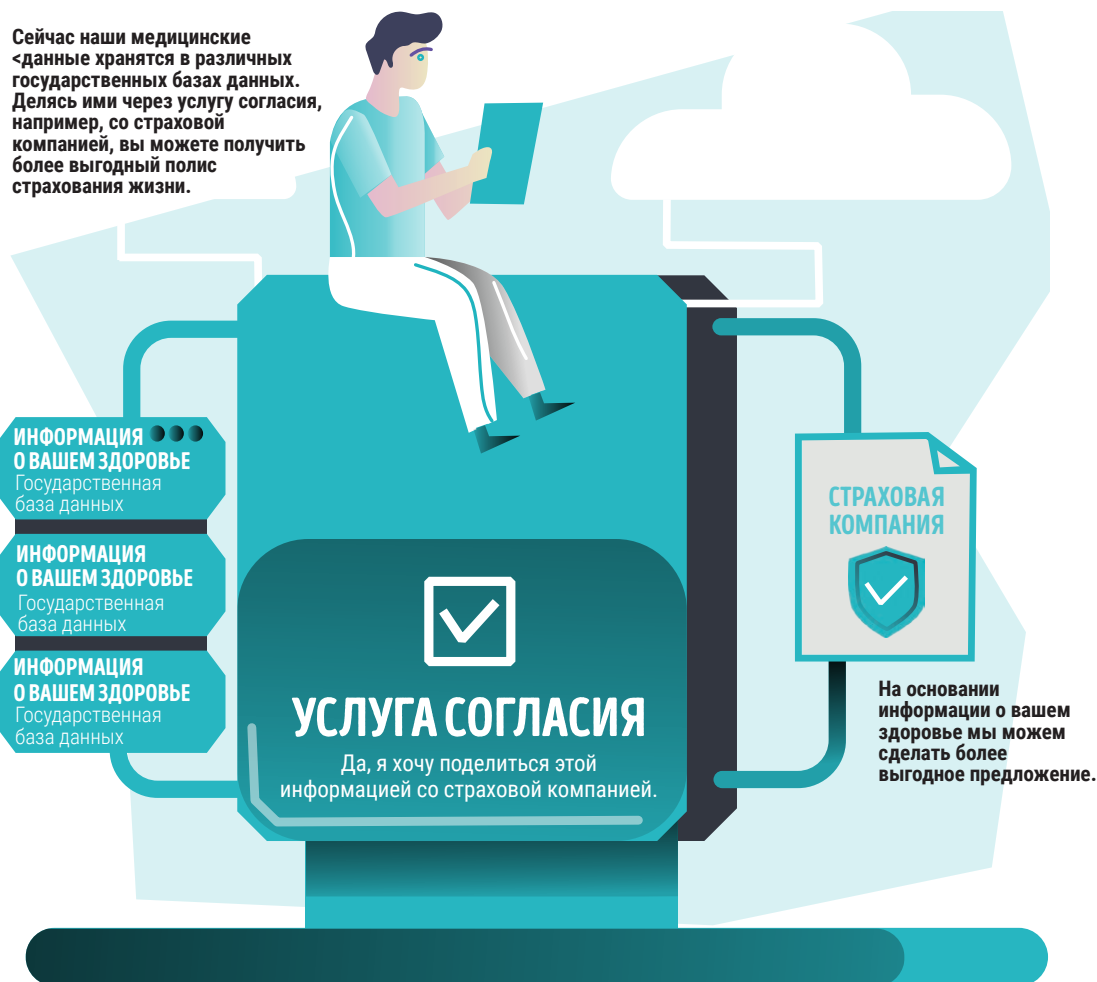 Сейчас наши медицинские
<данные хранятся в различных
государственных базах данных.
Делясь ими через услугу согласия,
например, со страховой
компанией, вы можете получить
более выгодный полис
страхования жизни.
ИНФОРМАЦИЯ
О ВАШЕМ ЗДОРОВЬЕ
Государственная
база данных
ИНФОРМАЦИЯ
О ВАШЕМ ЗДОРОВЬЕ
Государственная
база данных
ИНФОРМАЦИЯ
О ВАШЕМ ЗДОРОВЬЕ
Государственная
база данных
УСЛУГА СОГЛАСИЯ
Да, я хочу поделиться этой
информацией со страховой компанией.
СТРАХОВАЯ
КОМПАНИЯ
На основании
информации о вашем
здоровье мы можем
сделать более
выгодное предложение.